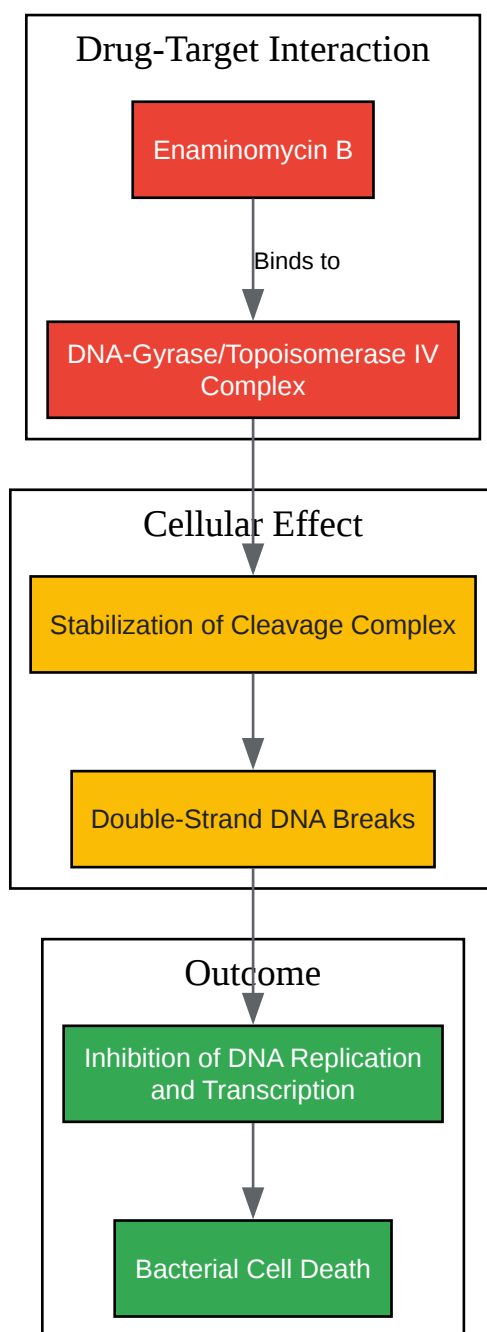 Drug-Target Interaction
Enaminomycin B
Binds to
DNA-Gyrase/Topoisomerase IV
Complex
Cellular Effect
Stabilization of Cleavage Complex
Double-Strand DNA Breaks
Outcome
Inhibition of DNA Replication
and Transcription
Bacterial Cell Death